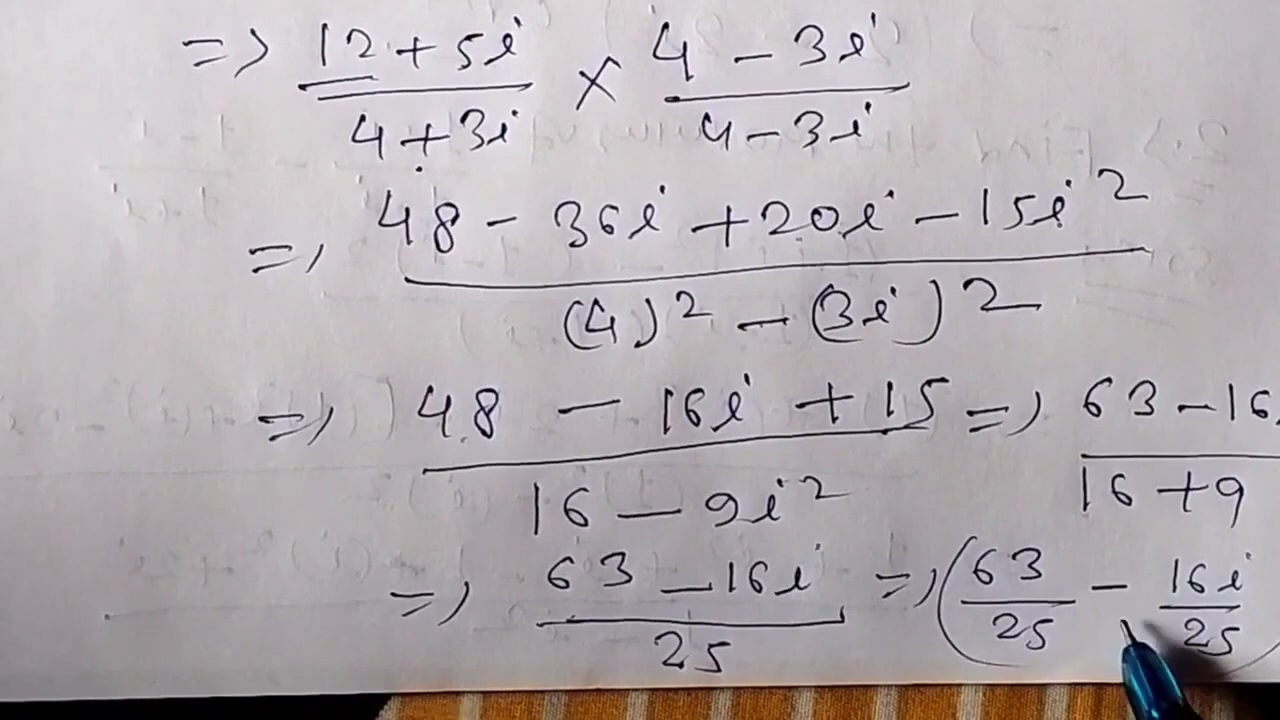 => 12 + 5i / 4 + 3i × 4 - 3i / 4 - 3i
=> 48 - 36i + 20i - 15i² / (4)² - (3i)²
=> 48 - 16i + 15 / 16 - 9i² => 63 - 16 / 16 + 9
=> 63 - 16i / 25 => (63 / 25 - 16i / 25